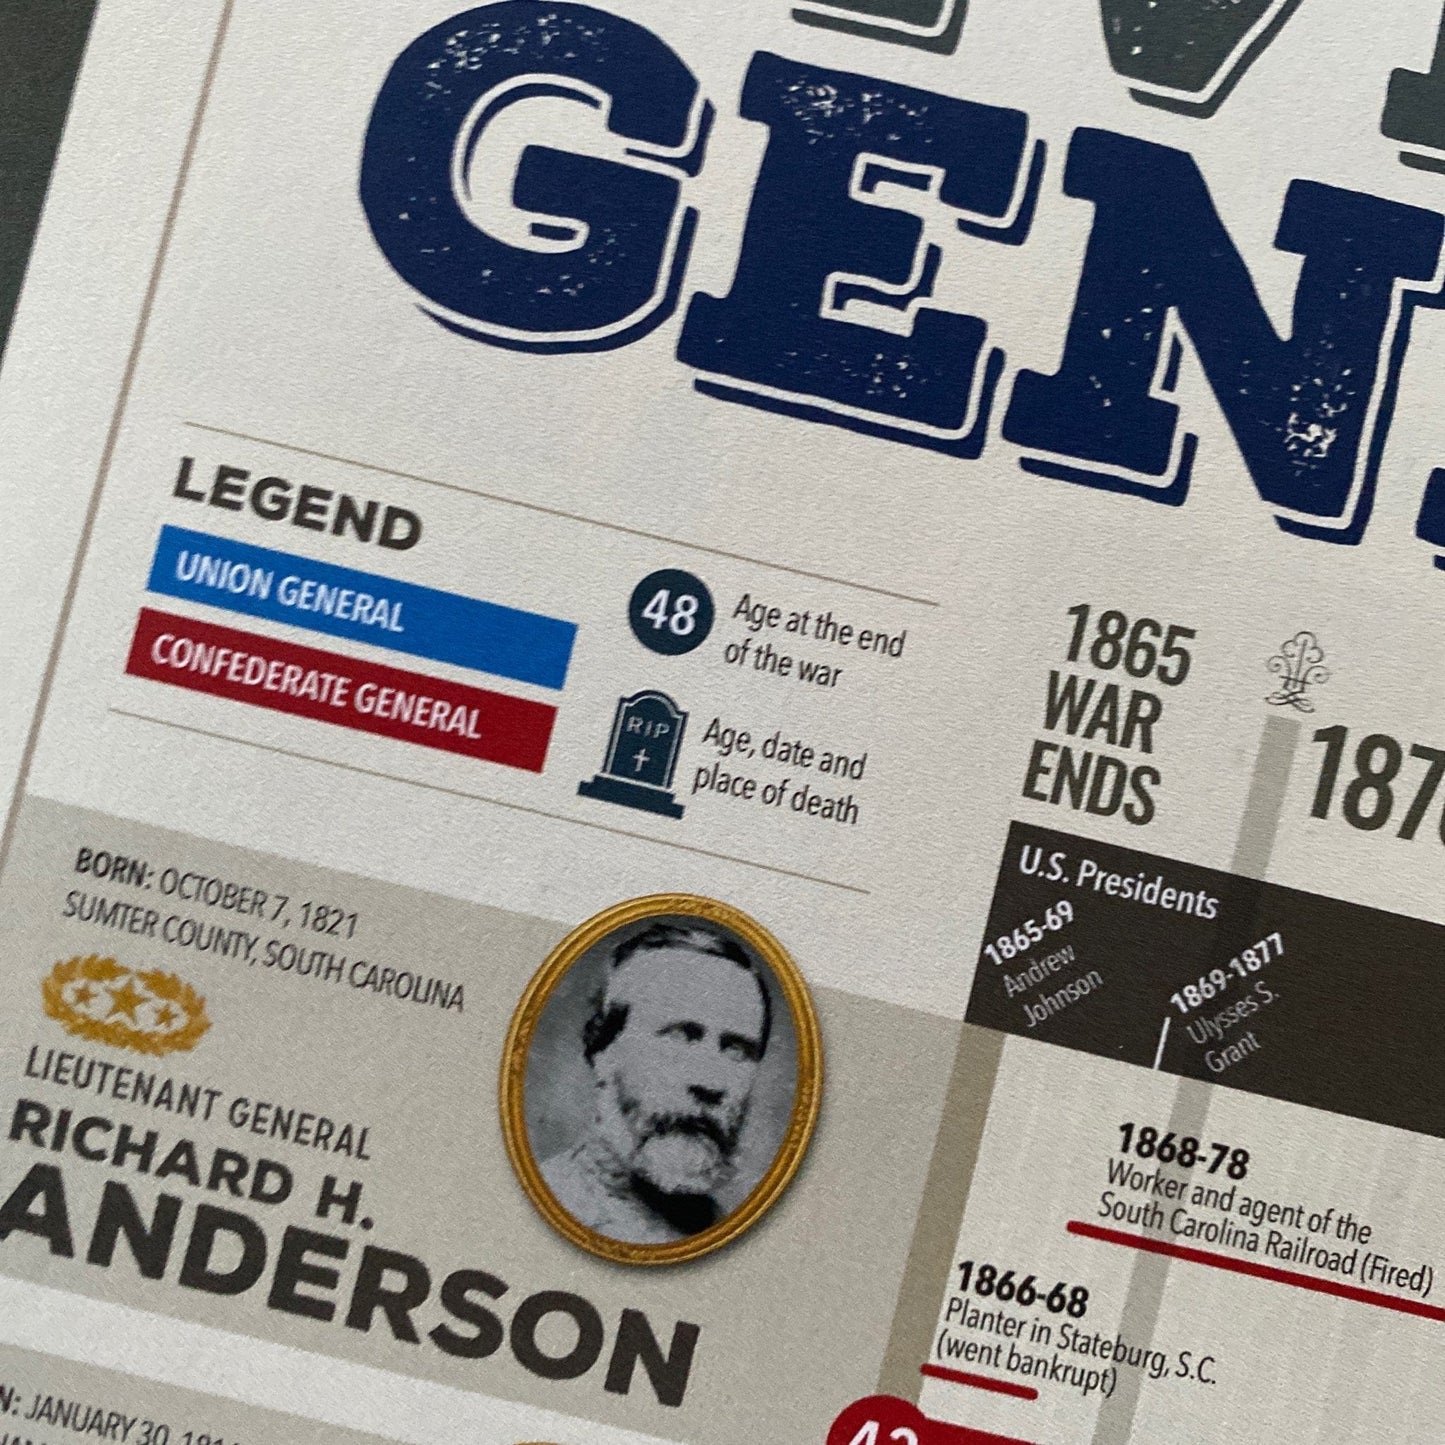 GEN
LEGEND
UNION GENERAL
CONFEDERATE GENERAL
48
Age at the end
of the war
RIP
Age, date and
place of death
1865
WAR
ENDS
187
U.S. Presidents
1865-69
Andrew
Johnson
1869-1877
Ulysses S.
Grant
BORN: OCTOBER 7, 1821
SUMTER COUNTY, SOUTH CAROLINA
LIEUTENANT GENERAL
RICHARD H.
ANDERSON
1868-78
Worker and agent of the
South Carolina Railroad (Fired)
1866-68
Planter in Stateburg, S.C.
(went bankrupt)
N: JANUARY 30,